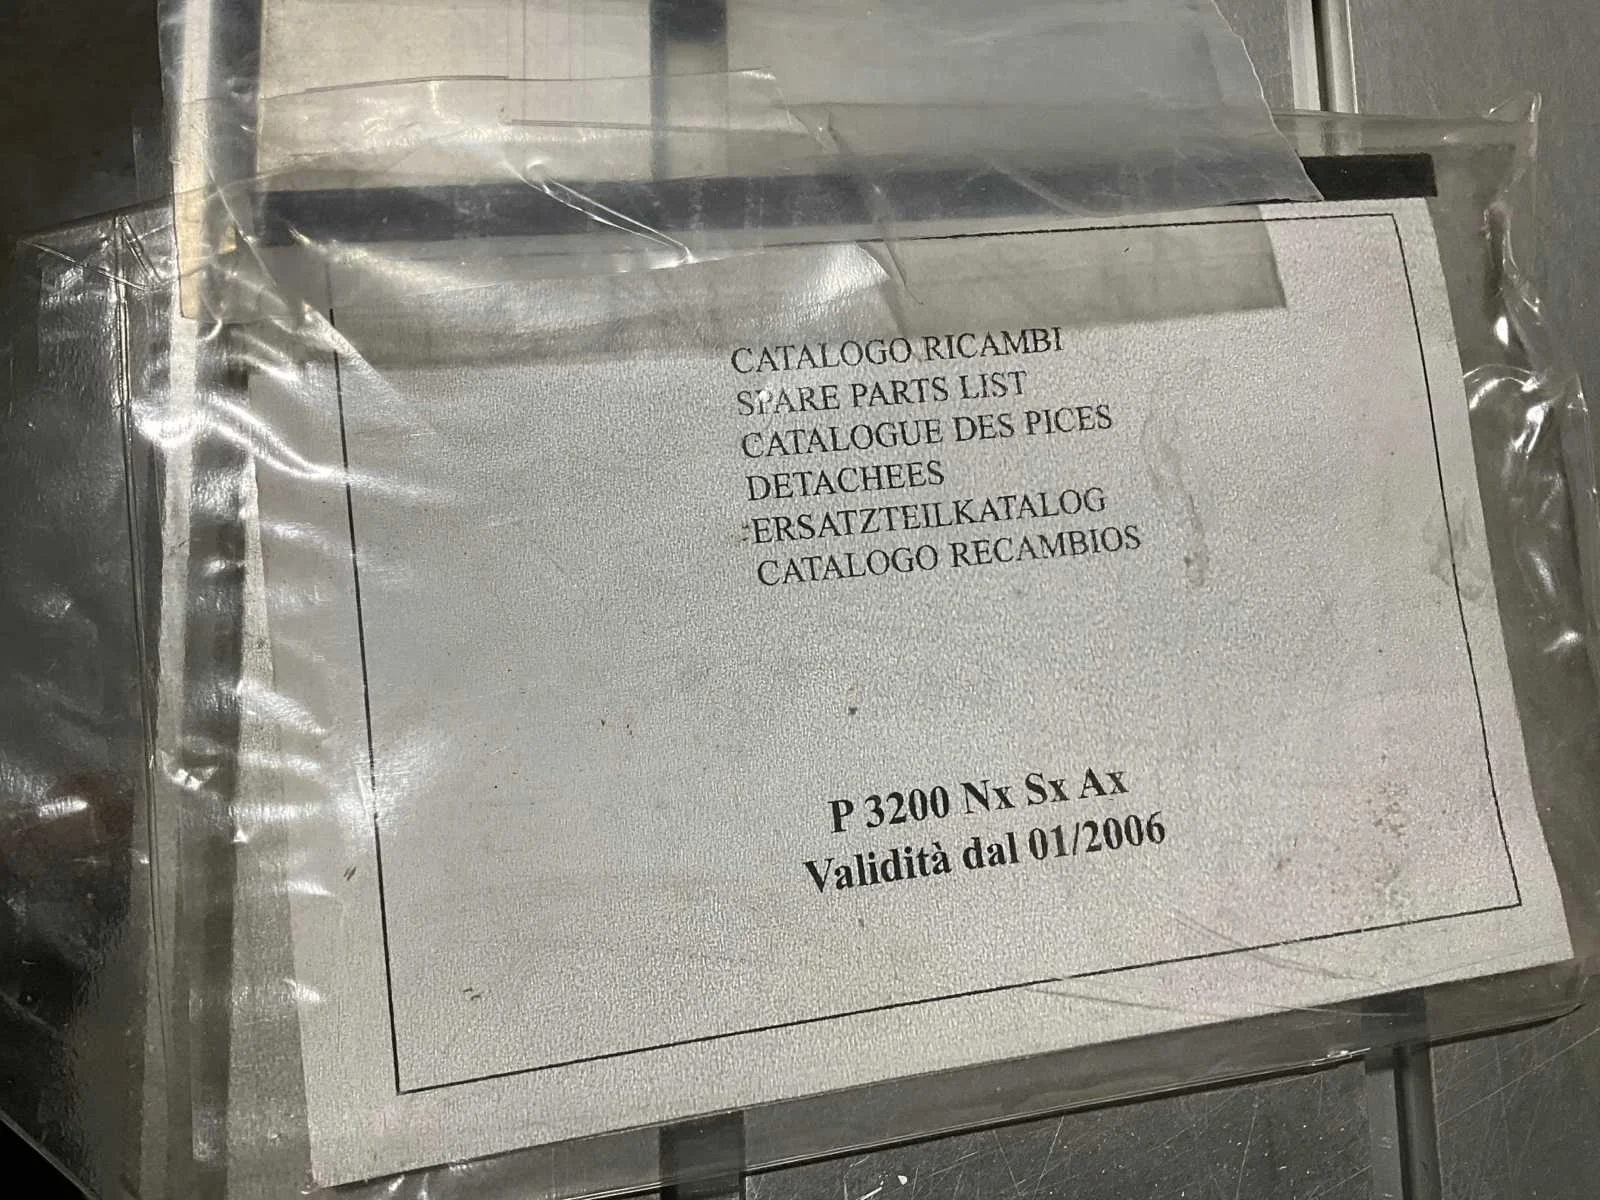 CATALOGO RICAMBI
SPARE PARTS LIST
CATALOGUE DES PICES
DETACHEES
ERSATZTEILKATALOG
CATALOGO RECAMBIOS
P 3200 Nx Sx Ax
Validità dal 01/2006